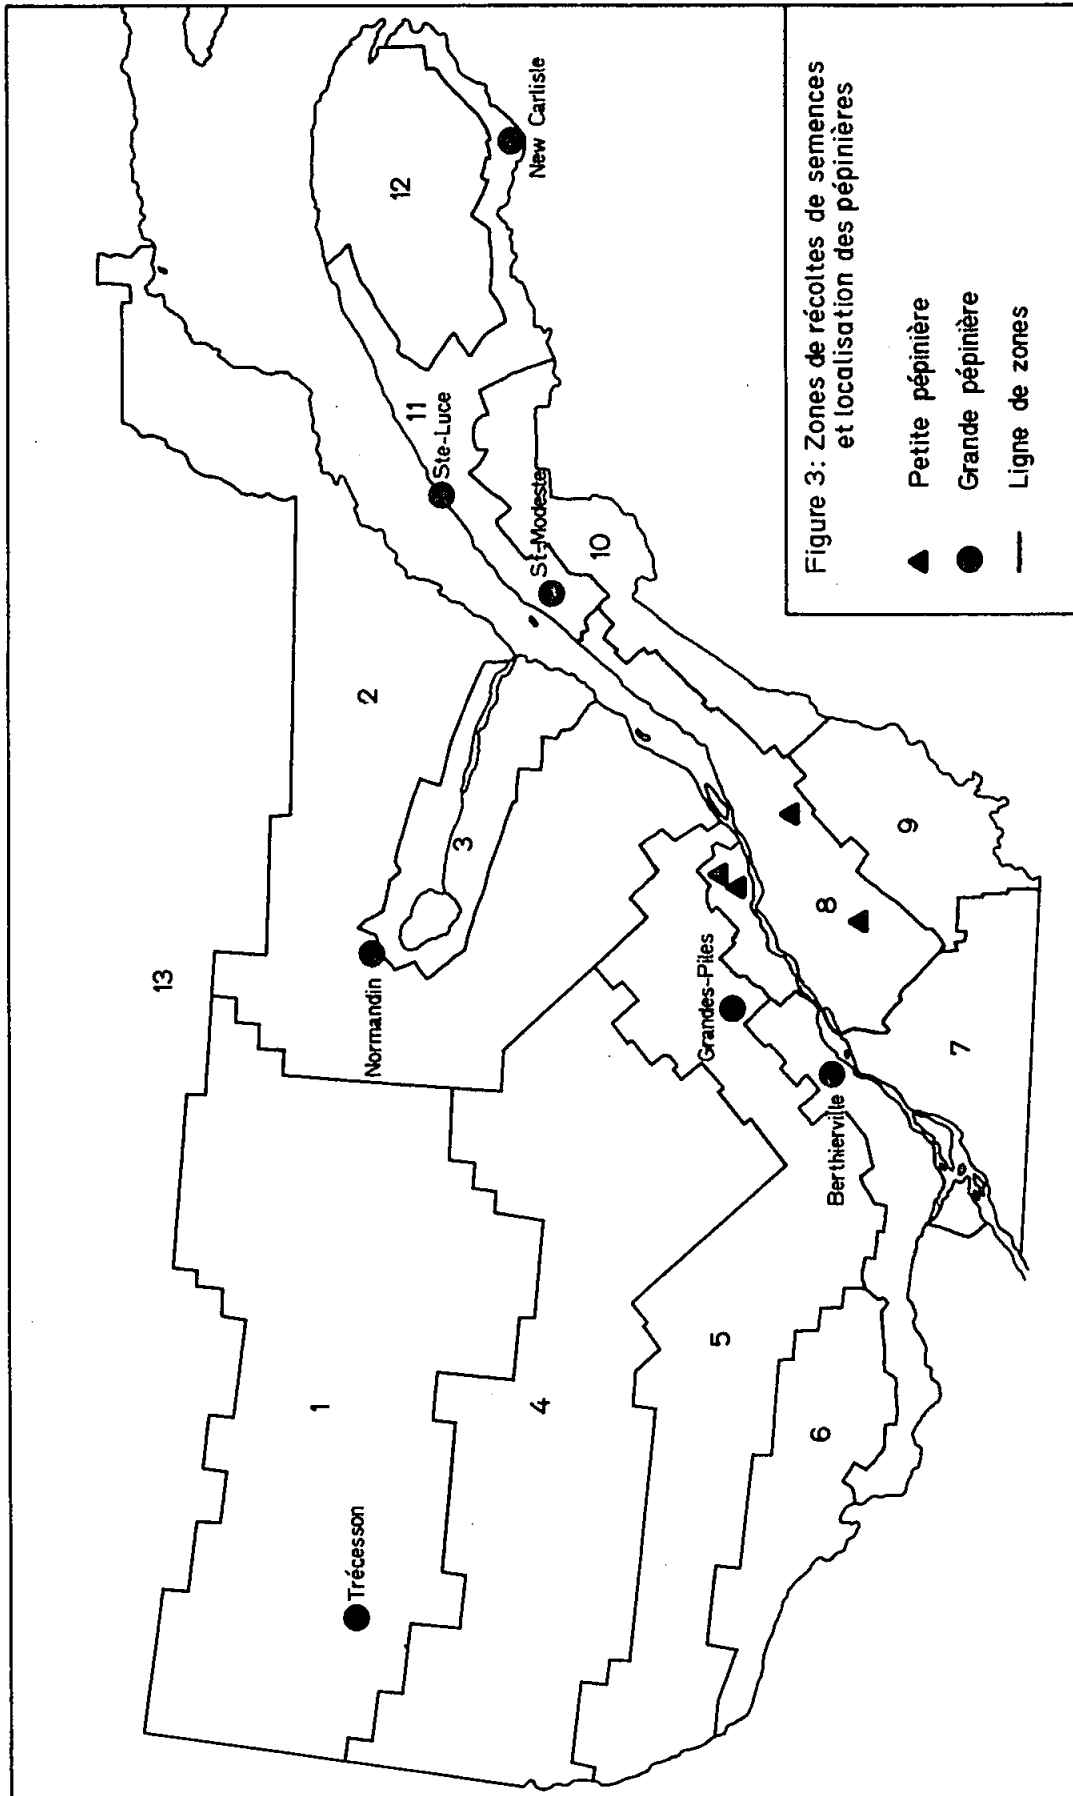 13
2
12
New Carlisle
11
Ste-Luce
St-Modeste
10
1
Trécesson
Normandin
3
4
Grandes-Piles
5
8
9
6
Berthierville
7
Figure 3: Zones de récoltes de semences
et localisation des pépinières
Petite pépinière
Grande pépinière
Ligne de zones